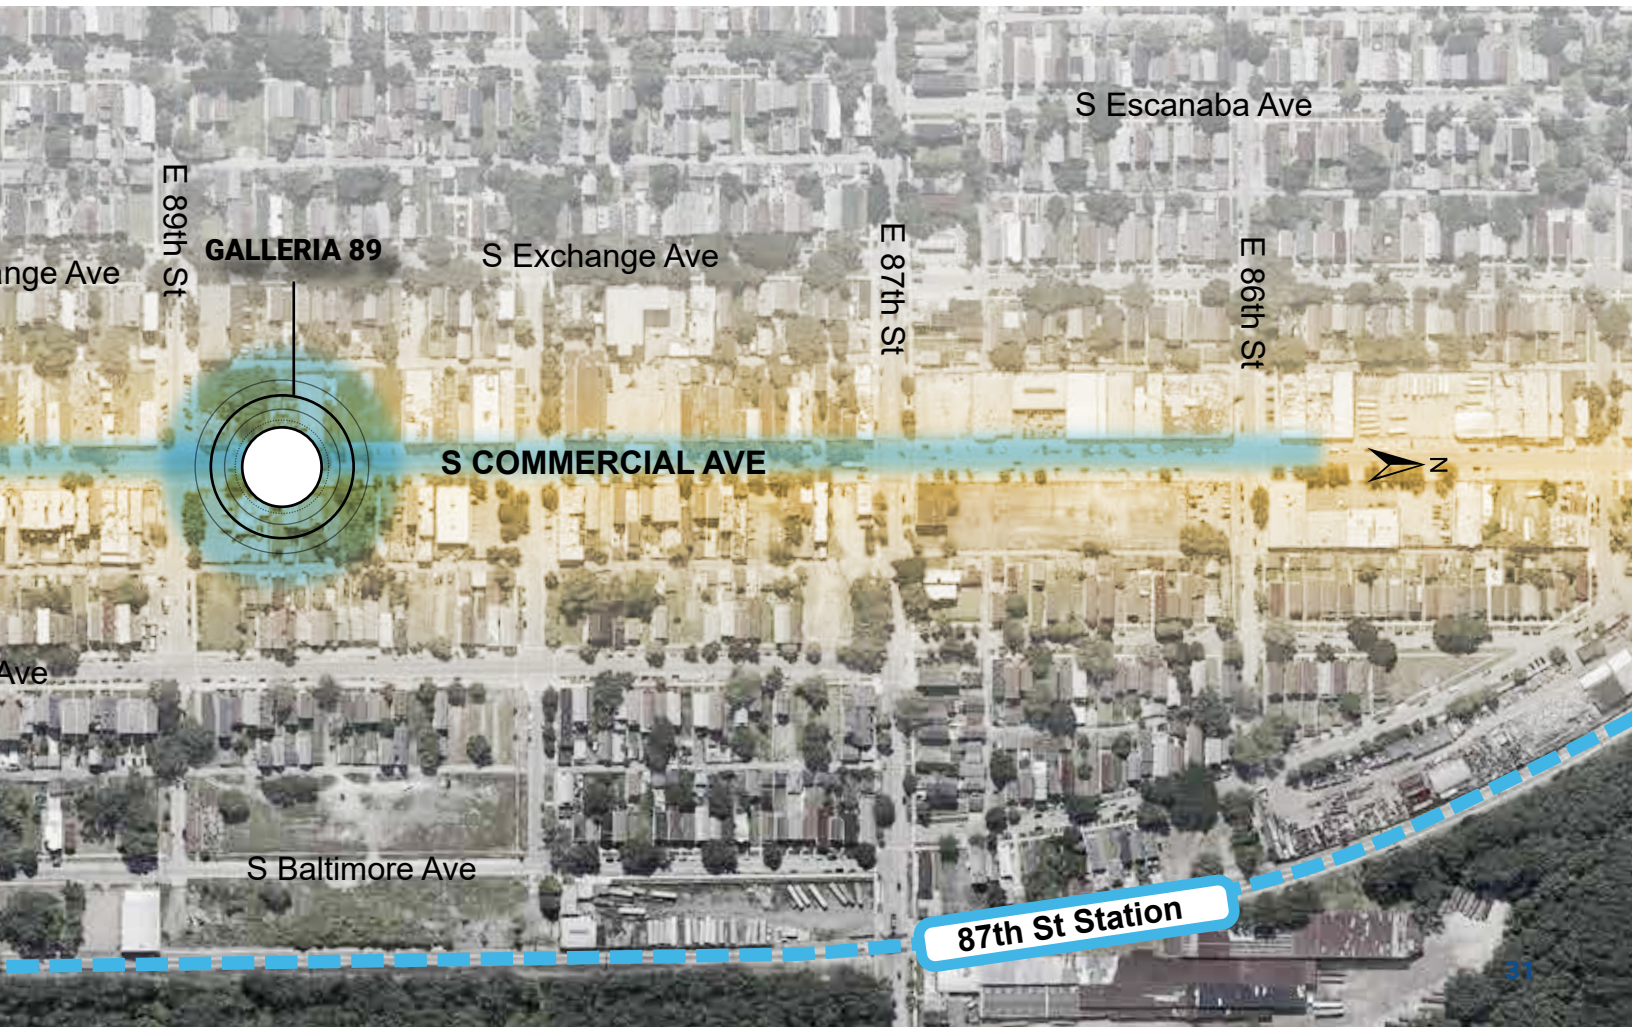 S Escanaba Ave
E 89th St
GALLERIA 89
S Exchange Ave
ange Ave
E 87th St
E 86th St
S COMMERCIAL AVE
N
Ave
S Baltimore Ave
87th St Station
31